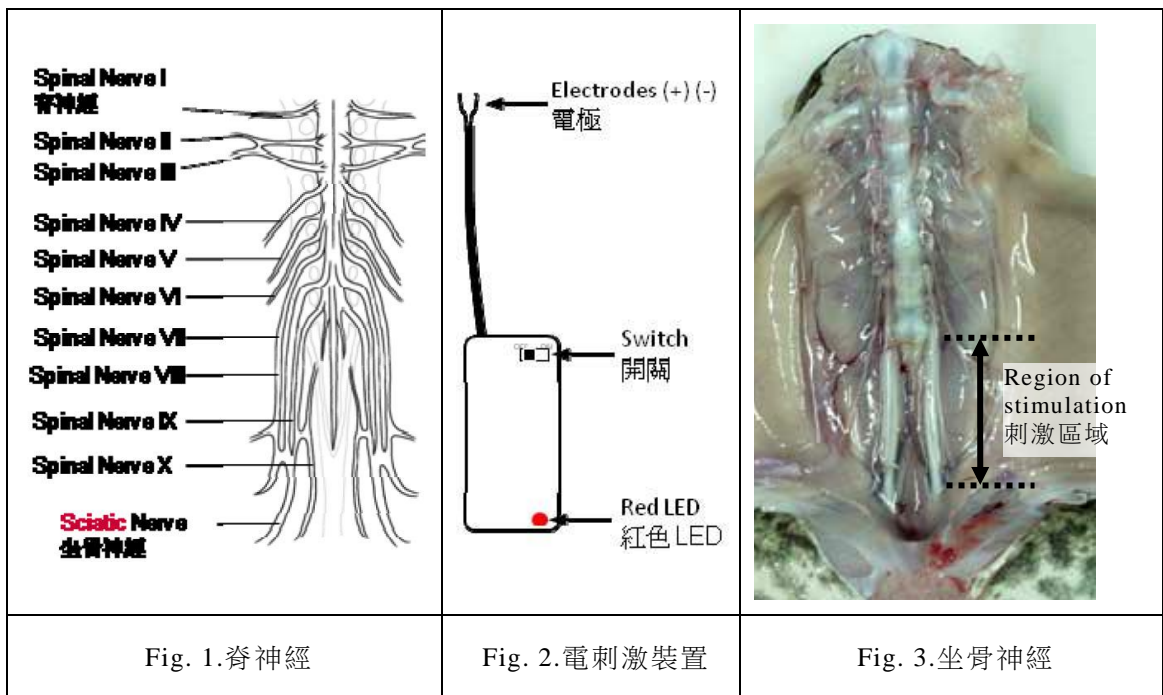 Spinal Nerve I
脊神經
Spinal Nerve II
Spinal Nerve III
Spinal Nerve IV
Spinal Nerve V
Spinal Nerve VI
Spinal Nerve VII
Spinal Nerve VIII
Spinal Nerve IX
Spinal Nerve X
Sciatic Nerve
坐骨神經
Electrodes (+) (-)
電極
OFF ON
Switch
開關
Red LED
紅色 LED
Region of
stimulation
刺激區域
Fig. 1.脊神經
Fig. 2.電刺激裝置
Fig. 3.坐骨神經